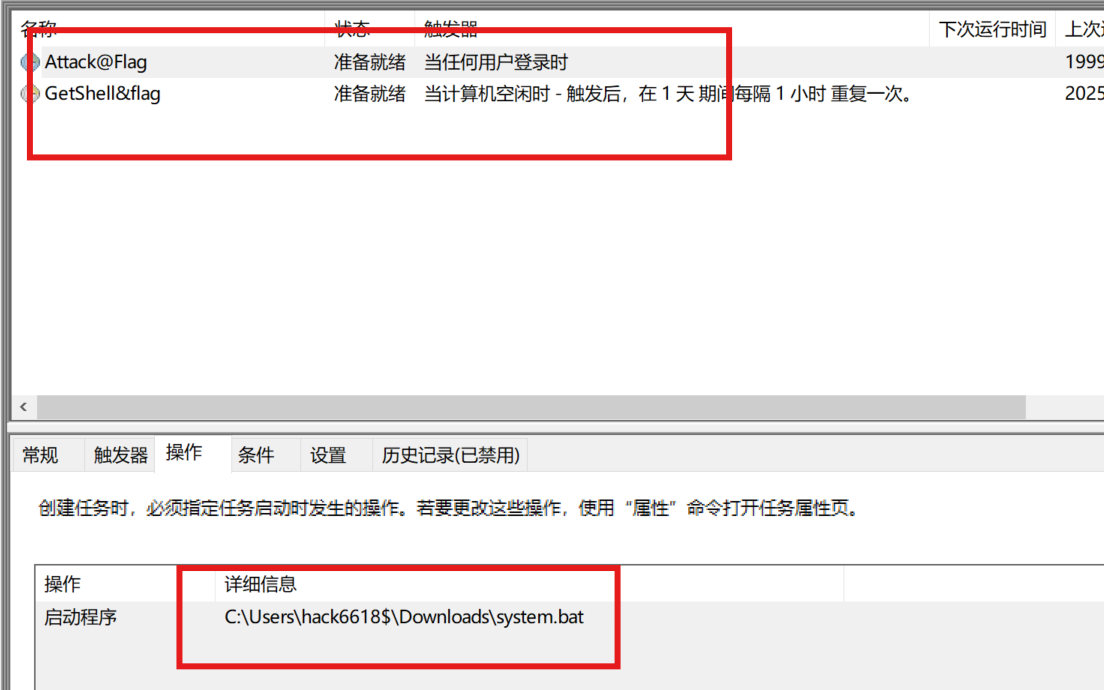 名称 状态 触发器 下次运行时间 上次
Attack@Flag 准备就绪 当任何用户登录时 1999
GetShell&flag 准备就绪 当计算机空闲时 - 触发后，在 1 天 期间每隔 1 小时 重复一次。 2025
常规 触发器 操作 条件 设置 历史记录(已禁用)
创建任务时，必须指定任务启动时发生的操作。若要更改这些操作，使用“属性”命令打开任务属性页。
操作 详细信息
启动程序 C:\Users\hack6618$\Downloads\system.bat